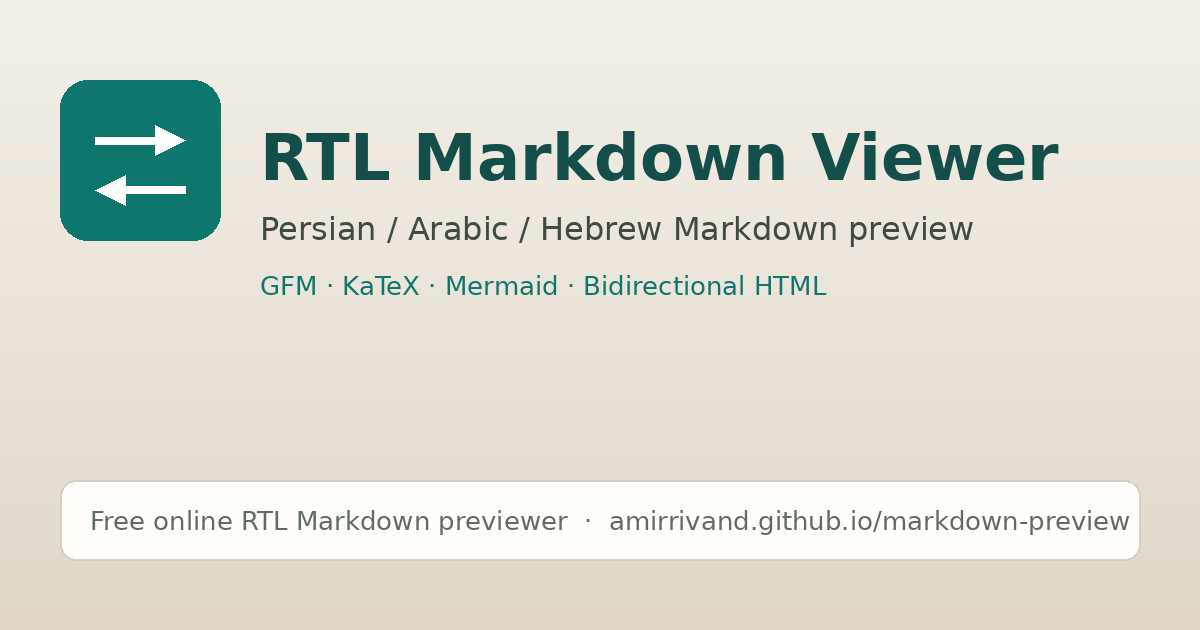 RTL Markdown Viewer
Persian / Arabic / Hebrew Markdown preview
GFM · KaTeX · Mermaid · Bidirectional HTML
Free online RTL Markdown previewer · amirrivand.github.io/markdown-preview